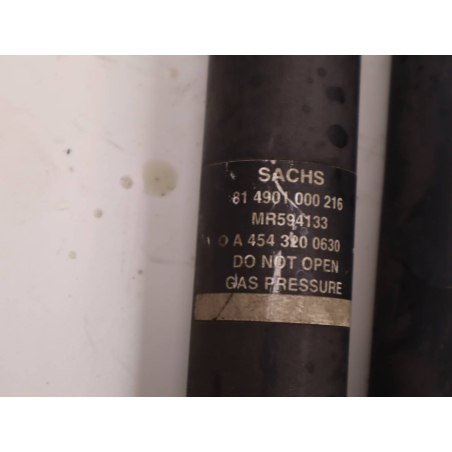 SACHS
81 4901 000 216
MR594133
O A 454 320 0630
DO NOT OPEN
GAS PRESSURE